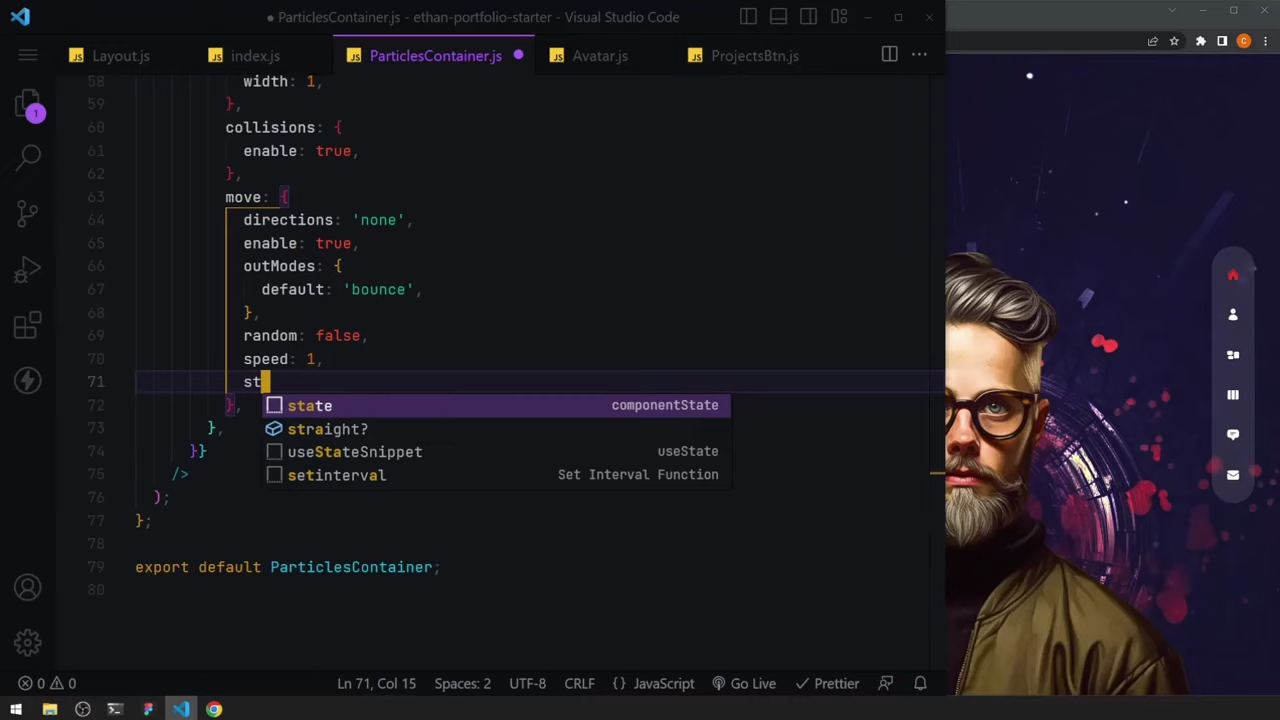 ● ParticlesContainer.js - ethan-portfolio-starter - Visual Studio Code
JS Layout.js
JS index.js
JS ParticlesContainer.js
JS Avatar.js
JS ProjectsBtn.js
58 width: 1,
59 },
60 collisions: {
61 enable: true,
62 },
63 move: {
64 directions: 'none',
65 enable: true,
66 outModes: {
67 default: 'bounce',
68 },
69 random: false,
70 speed: 1,
71 st
72 },
73 },
74 }}
75 />
76 );
77 };
78
79 export default ParticlesContainer;
80
state componentState
straight?
useStateSnippet useState
setinterval Set Interval Function
1
0 0
Ln 71, Col 15 Spaces: 2 UTF-8 CRLF {} JavaScript Go Live Prettier
C